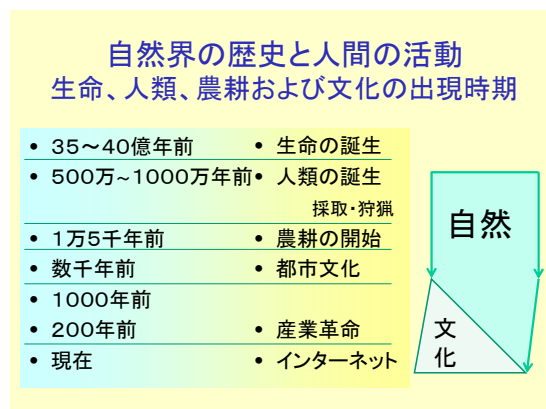 自然界の歴史と人間の活動
生命、人類、農耕および文化の出現時期
• 35～40億年前 • 生命の誕生
• 500万~1000万年前 • 人類の誕生
採取・狩猟
• 1万5千年前 • 農耕の開始
• 数千年前 • 都市文化
• 1000年前
• 200年前 • 産業革命
• 現在 • インターネット
自然
文
化